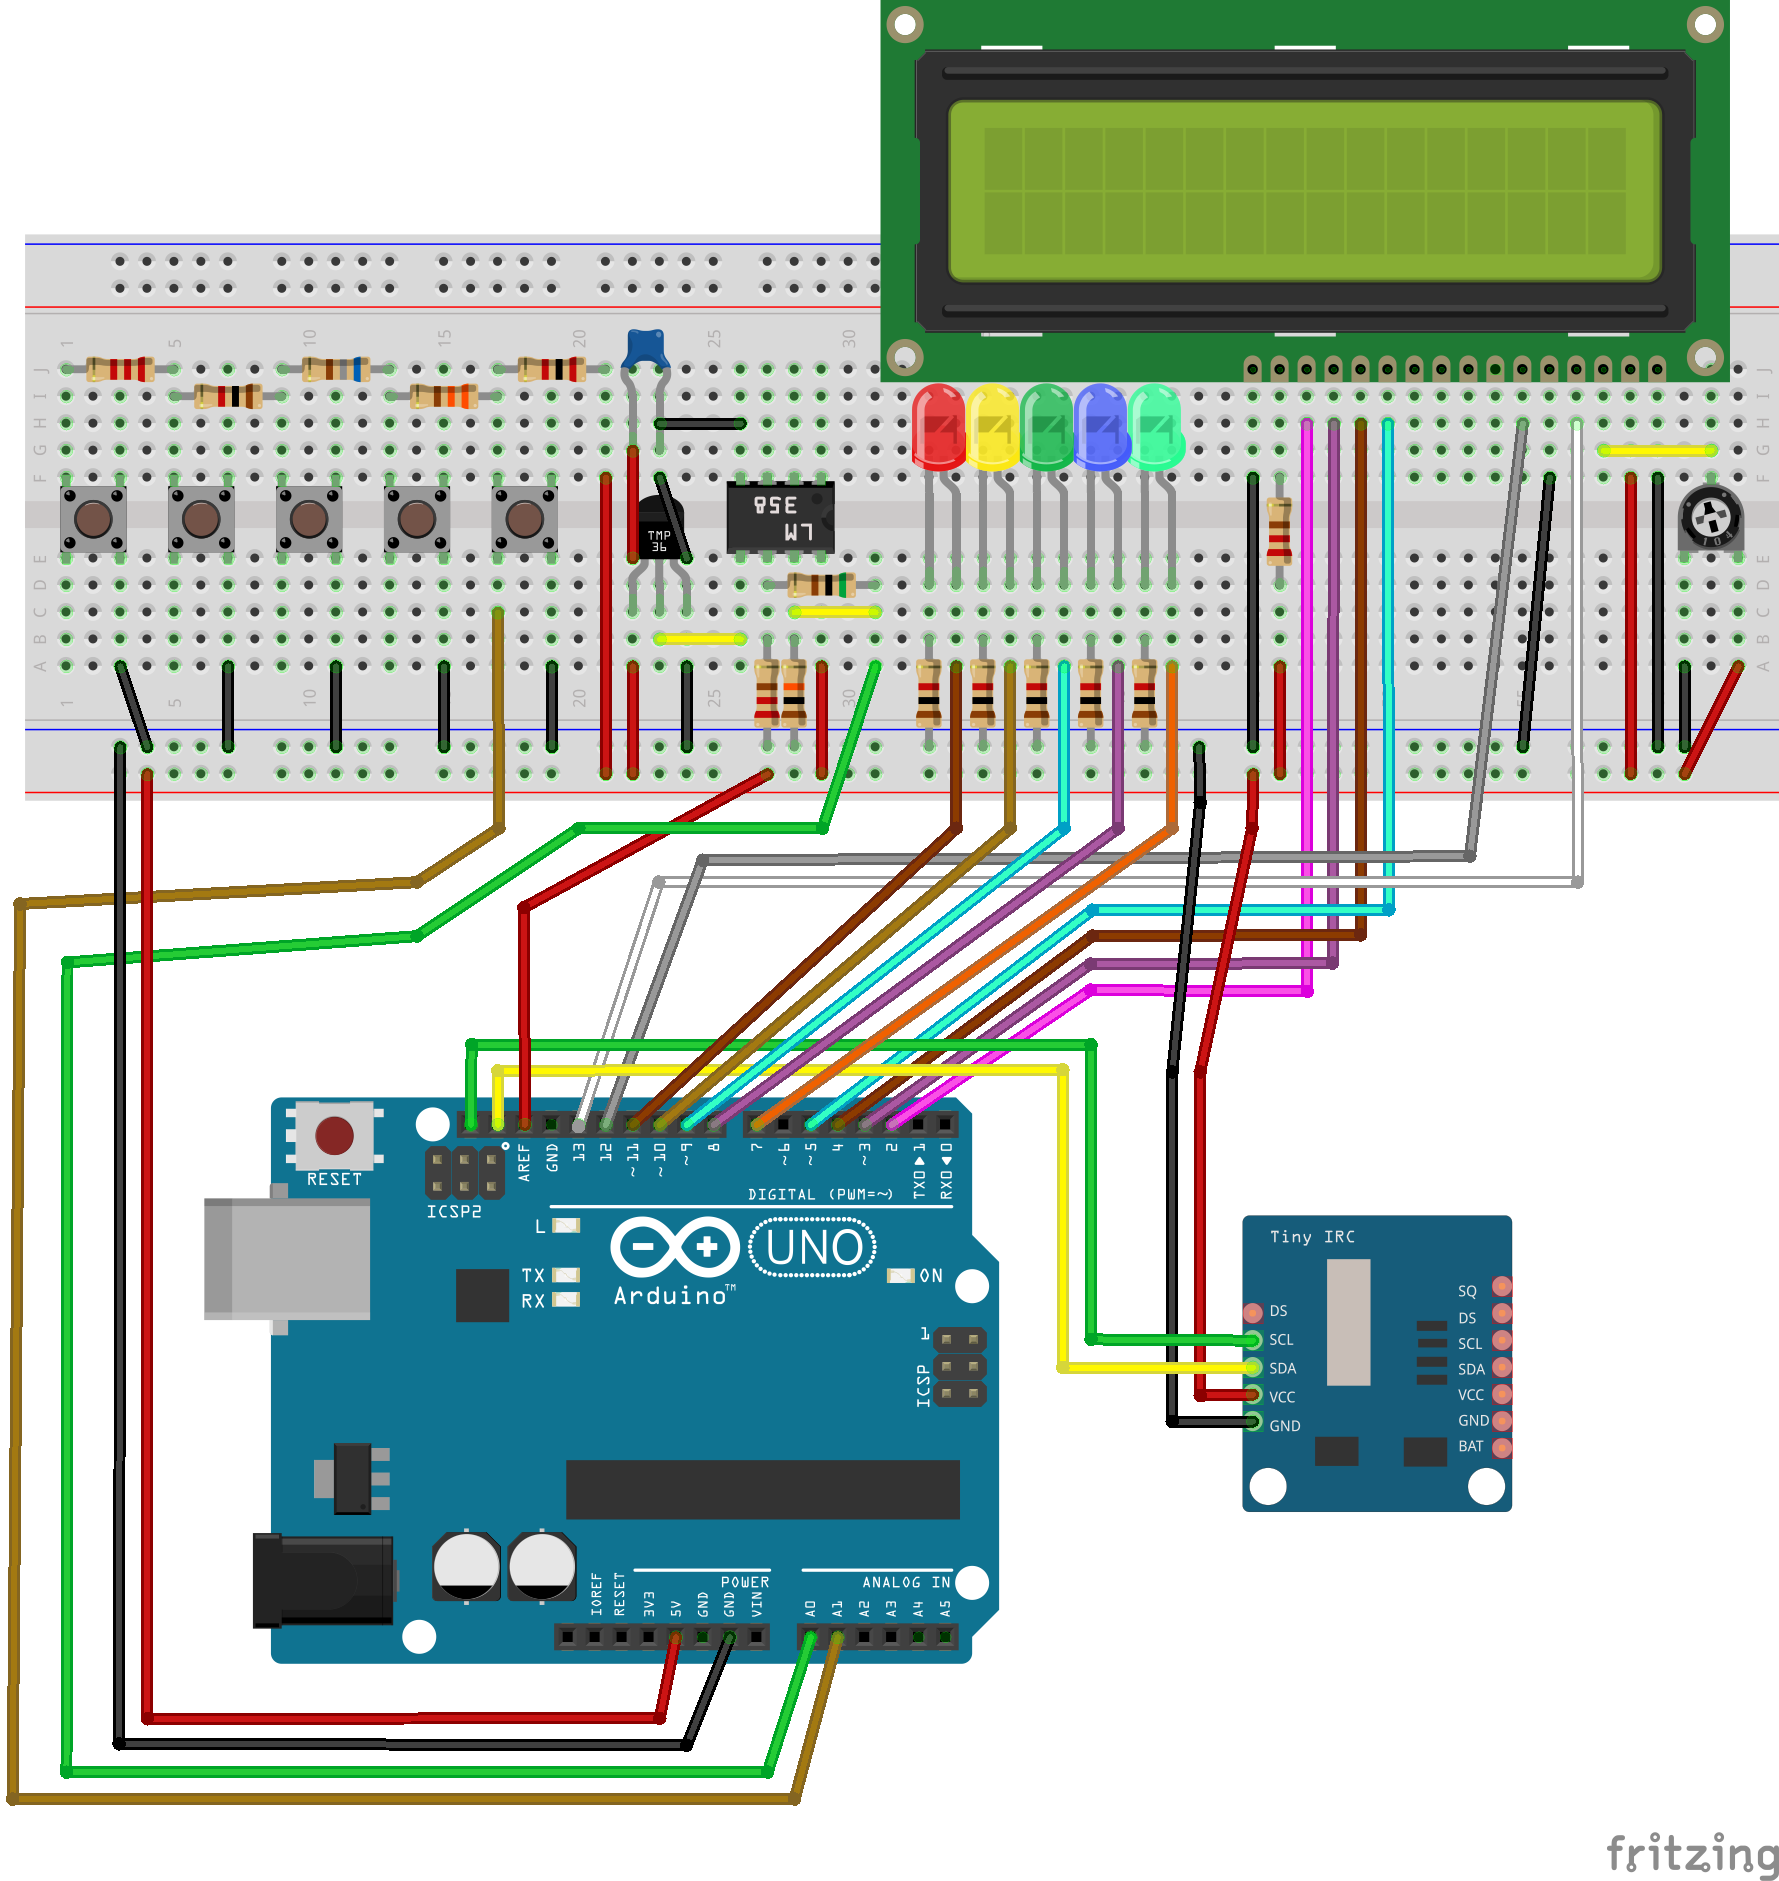 1 5 10 15 20 25 30
J J
I I
H H
G G
F F
358
LM
TMP
36
104
E E
D D
C C
B B
A A
1 5 10 15 20 25 30
RESET
ICSP2
AREF
GND
13
12
~11
~10
~9
8
7
~6
~5
4
~3
2
TX0▶1
RX0◀0
DIGITAL (PWM=~)
L
TX
RX
Arduino™
UNO
ON
1
ICSP
IOREF
RESET
3V3
5V
GND
GND
VIN
POWER
ANALOG IN
A0
A1
A2
A3
A4
A5
Tiny IRC
DS
SCL
SDA
VCC
GND
SQ
DS
SCL
SDA
VCC
GND
BAT
fritzing